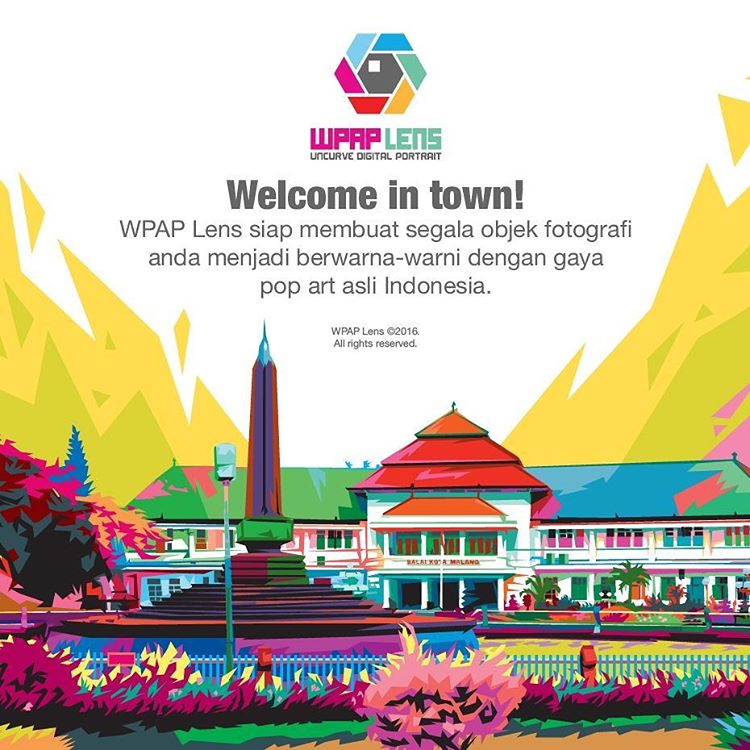 WPAP LENS
UNCURVE DIGITAL PORTRAIT
Welcome in town!
WPAP Lens siap membuat segala objek fotografi
anda menjadi berwarna-warni dengan gaya
pop art asli Indonesia.
WPAP Lens ©2016.
All rights reserved.
BALAI KOTA MALANG